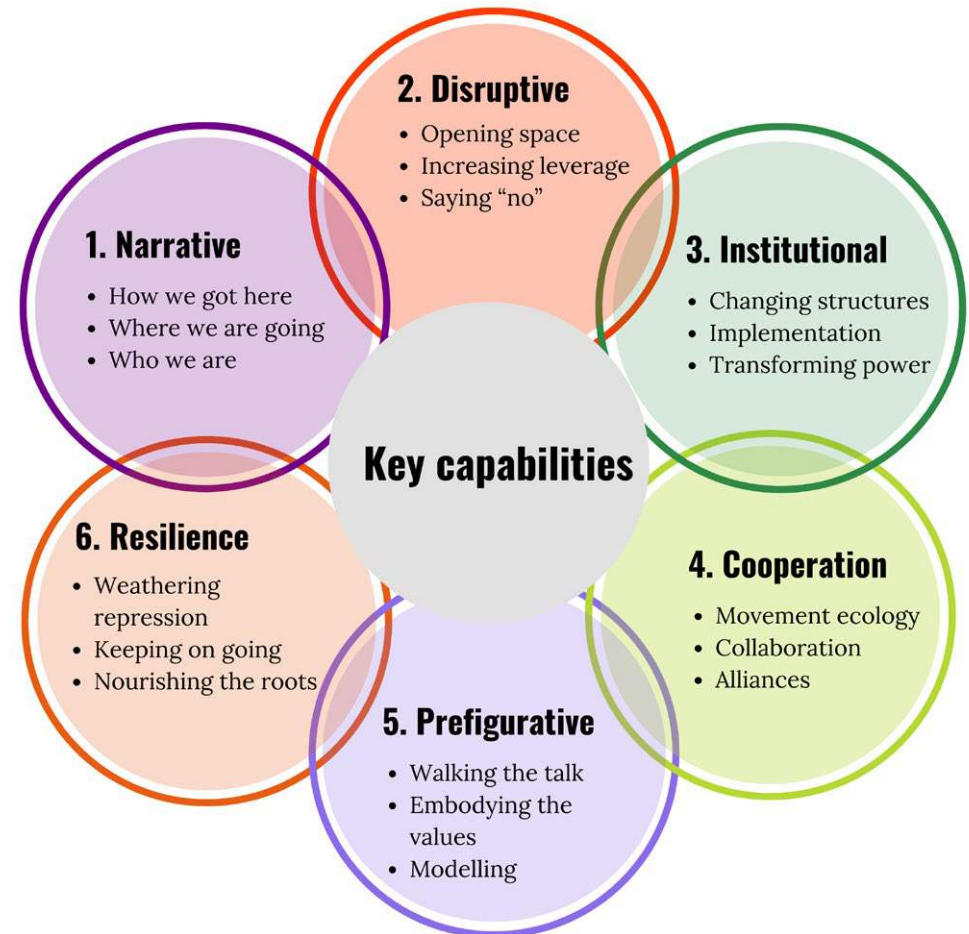 1. Narrative
• How we got here
• Where we are going
• Who we are
2. Disruptive
• Opening space
• Increasing leverage
• Saying “no”
3. Institutional
• Changing structures
• Implementation
• Transforming power
Key capabilities
4. Cooperation
• Movement ecology
• Collaboration
• Alliances
5. Prefigurative
• Walking the talk
• Embodying the
values
• Modelling
6. Resilience
• Weathering
repression
• Keeping on going
• Nourishing the roots